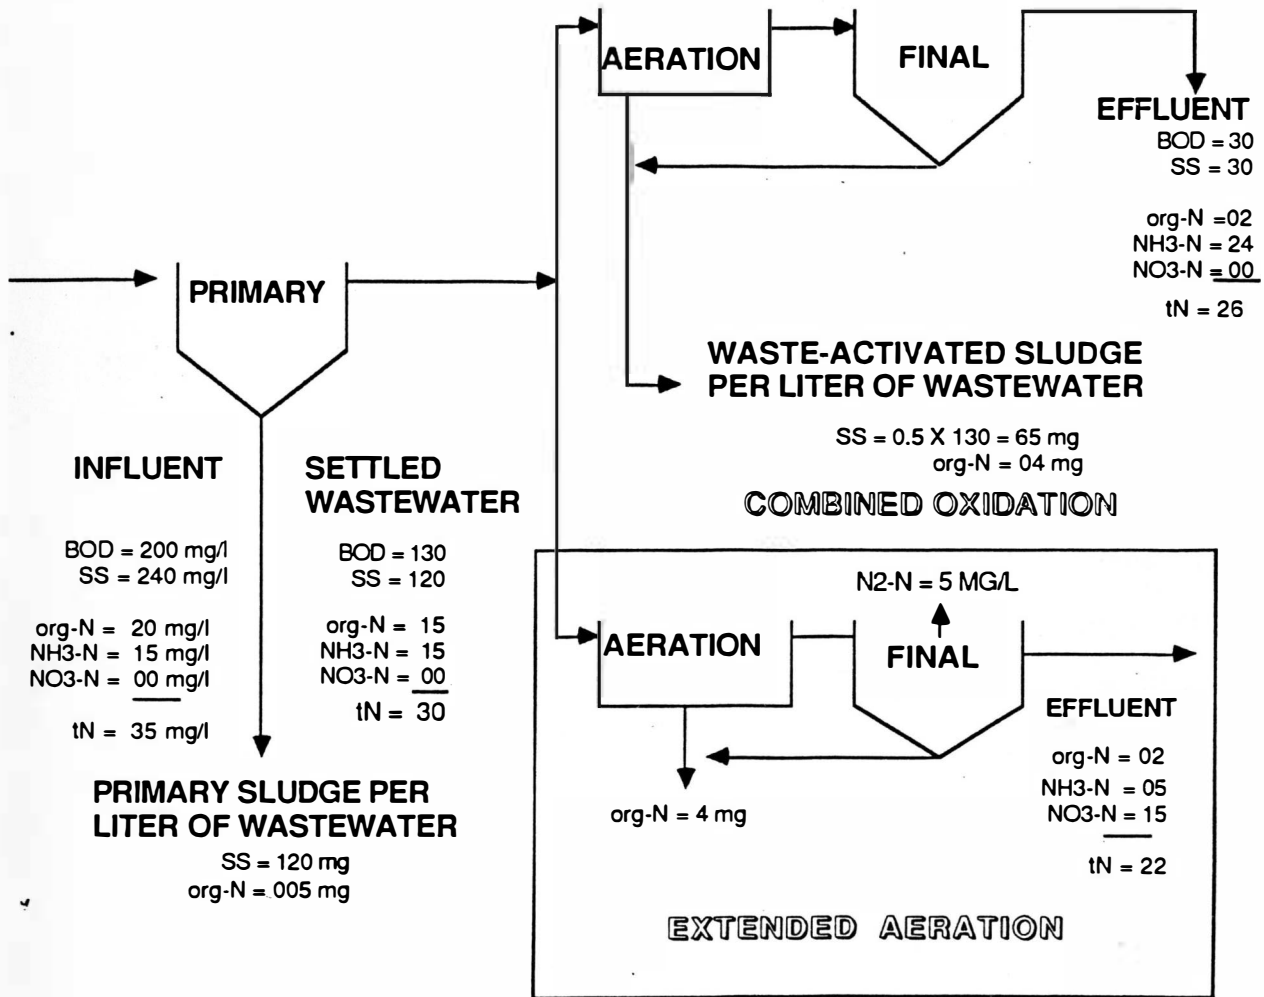 AERATION
FINAL
EFFLUENT
BOD = 30
SS = 30
org-N =02
NH3-N = 24
NO3-N = 00
tN = 26
PRIMARY
WASTE-ACTIVATED SLUDGE
PER LITER OF WASTEWATER
SS = 0.5 X 130 = 65 mg
org-N = 04 mg
COMBINED OXIDATION
INFLUENT
BOD = 200 mg/l
SS = 240 mg/l
org-N = 20 mg/l
NH3-N = 15 mg/l
NO3-N = 00 mg/l
tN = 35 mg/l
SETTLED
WASTEWATER
BOD = 130
SS = 120
org-N = 15
NH3-N = 15
NO3-N = 00
tN = 30
PRIMARY SLUDGE PER
LITER OF WASTEWATER
SS = 120 mg
org-N = 005 mg
N2-N = 5 MG/L
AERATION
FINAL
EFFLUENT
org-N = 02
NH3-N = 05
NO3-N = 15
tN = 22
org-N = 4 mg
EXTENDED AERATION